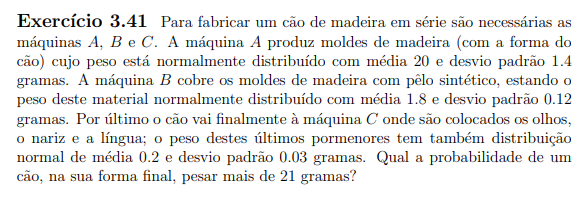 Exercício 3.41 Para fabricar um cão de madeira em série são necessárias as
máquinas A, B e C. A máquina A produz moldes de madeira (com a forma do
cão) cujo peso está normalmente distribuído com média 20 e desvio padrão 1.4
gramas. A máquina B cobre os moldes de madeira com pêlo sintético, estando o
peso deste material normalmente distribuído com média 1.8 e desvio padrão 0.12
gramas. Por último o cão vai finalmente à máquina C onde são colocados os olhos,
o nariz e a língua; o peso destes últimos pormenores tem também distribuição
normal de média 0.2 e desvio padrão 0.03 gramas. Qual a probabilidade de um
cão, na sua forma final, pesar mais de 21 gramas?